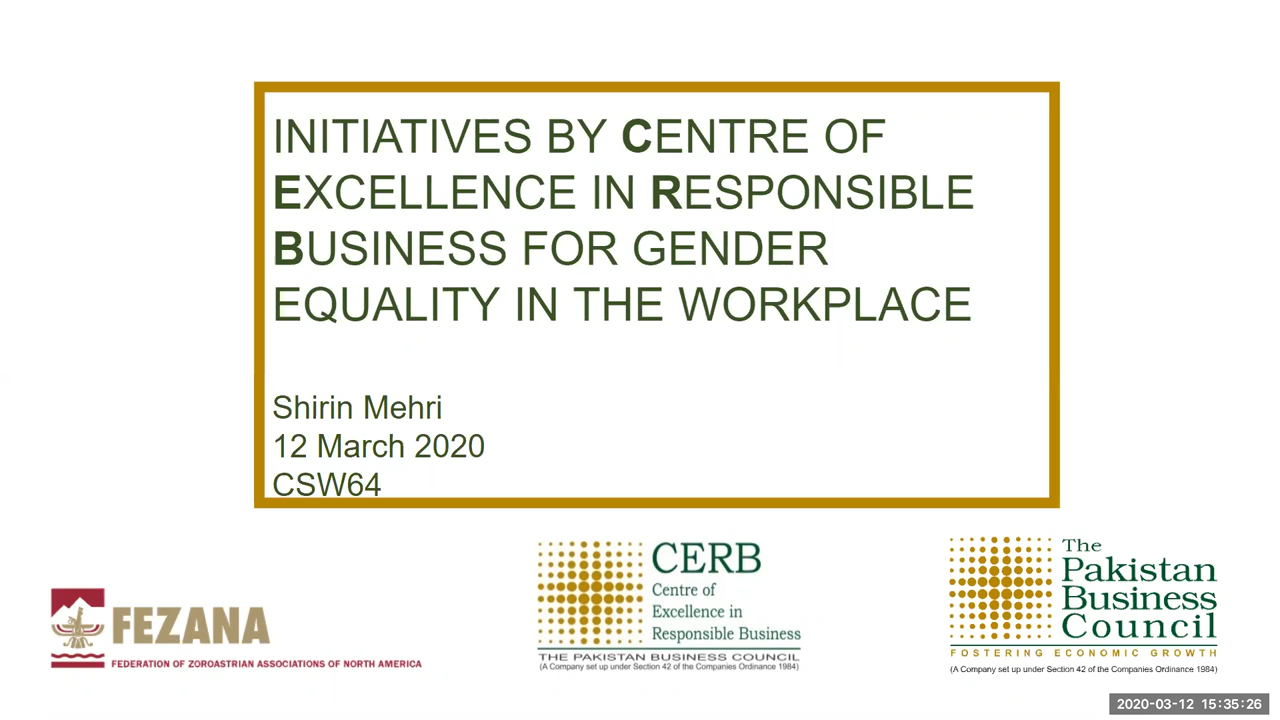 INITIATIVES BY CENTRE OF
EXCELLENCE IN RESPONSIBLE
BUSINESS FOR GENDER
EQUALITY IN THE WORKPLACE
Shirin Mehri
12 March 2020
CSW64
FEZANA
FEDERATION OF ZOROASTRIAN ASSOCIATIONS OF NORTH AMERICA
CERB
Centre of
Excellence in
Responsible Business
THE PAKISTAN BUSINESS COUNCIL
(A Company set up under Section 42 of the Companies Ordinance 1984)
The
Pakistan
Business
Council
FOSTERING ECONOMIC GROWTH
(A Company set up under Section 42 of the Companies Ordinance 1984)
2020-03-12 15:35:26